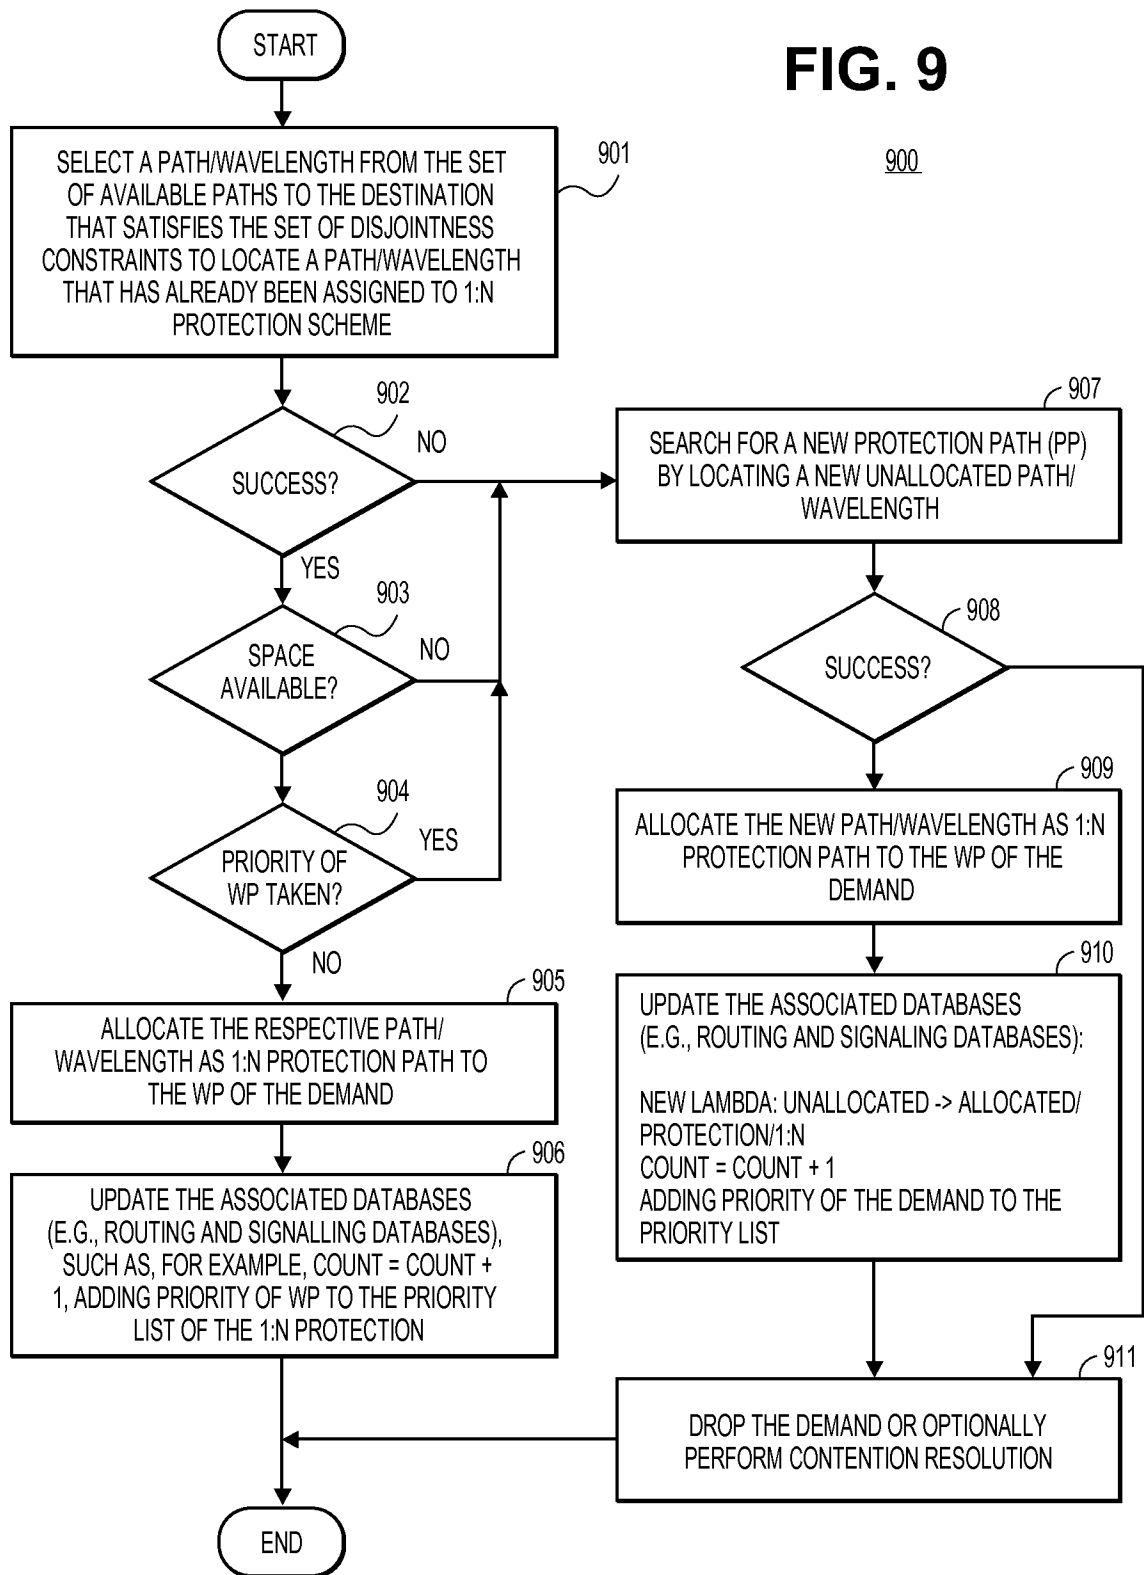 START
FIG. 9
900
901
SELECT A PATH/WAVELENGTH FROM THE SET
OF AVAILABLE PATHS TO THE DESTINATION
THAT SATISFIES THE SET OF DISJOINTNESS
CONSTRAINTS TO LOCATE A PATH/WAVELENGTH
THAT HAS ALREADY BEEN ASSIGNED TO 1:N
PROTECTION SCHEME
902
SUCCESS?
NO
YES
903
SPACE
AVAILABLE?
NO
904
PRIORITY OF
WP TAKEN?
YES
NO
905
ALLOCATE THE RESPECTIVE PATH/
WAVELENGTH AS 1:N PROTECTION PATH TO
THE WP OF THE DEMAND
906
UPDATE THE ASSOCIATED DATABASES
(E.G., ROUTING AND SIGNALLING DATABASES),
SUCH AS, FOR EXAMPLE, COUNT = COUNT +
1, ADDING PRIORITY OF WP TO THE PRIORITY
LIST OF THE 1:N PROTECTION
907
SEARCH FOR A NEW PROTECTION PATH (PP)
BY LOCATING A NEW UNALLOCATED PATH/
WAVELENGTH
908
SUCCESS?
909
ALLOCATE THE NEW PATH/WAVELENGTH AS 1:N
PROTECTION PATH TO THE WP OF THE
DEMAND
910
UPDATE THE ASSOCIATED DATABASES
(E.G., ROUTING AND SIGNALING DATABASES):
NEW LAMBDA: UNALLOCATED -> ALLOCATED/
PROTECTION/1:N
COUNT = COUNT + 1
ADDING PRIORITY OF THE DEMAND TO THE
PRIORITY LIST
911
DROP THE DEMAND OR OPTIONALLY
PERFORM CONTENTION RESOLUTION
END